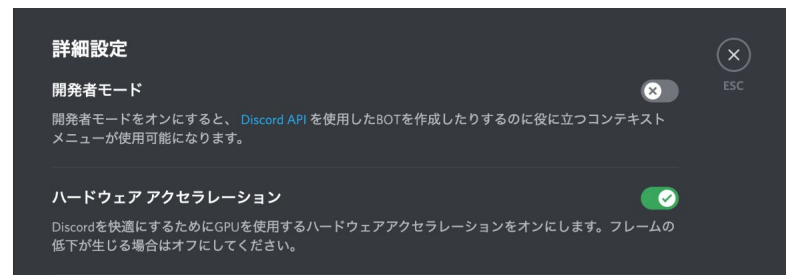 詳細設定
開発者モード
ESC
開発者モードをオンにすると、 Discord API を使用したBOTを作成したりするのに役に立つコンテキスト
メニューが使用可能になります。
ハードウェア アクセラレーション
Discordを快適にするためにGPUを使用するハードウェアアクセラレーションをオンにします。フレームの
低下が生じる場合はオフにしてください。